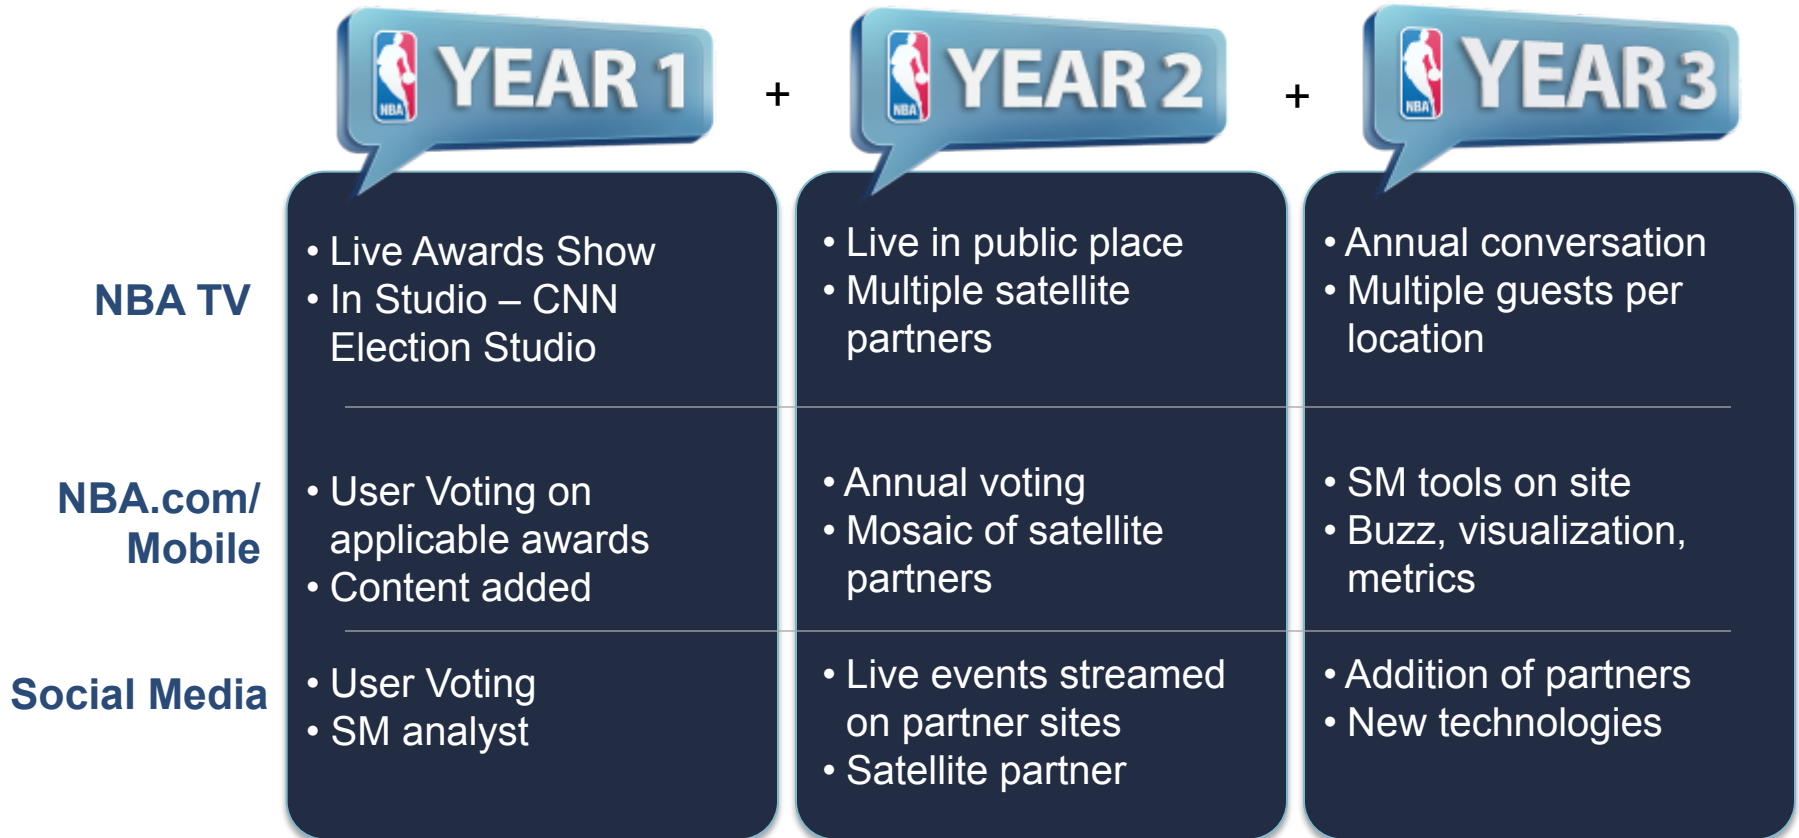 NBA YEAR 1
+
NBA YEAR 2
+
NBA YEAR 3
NBA TV
• Live Awards Show
• In Studio – CNN
Election Studio
• Live in public place
• Multiple satellite
partners
• Annual conversation
• Multiple guests per
location
NBA.com/
Mobile
• User Voting on
applicable awards
• Content added
• Annual voting
• Mosaic of satellite
partners
• SM tools on site
• Buzz, visualization,
metrics
Social Media
• User Voting
• SM analyst
• Live events streamed
on partner sites
• Satellite partner
• Addition of partners
• New technologies